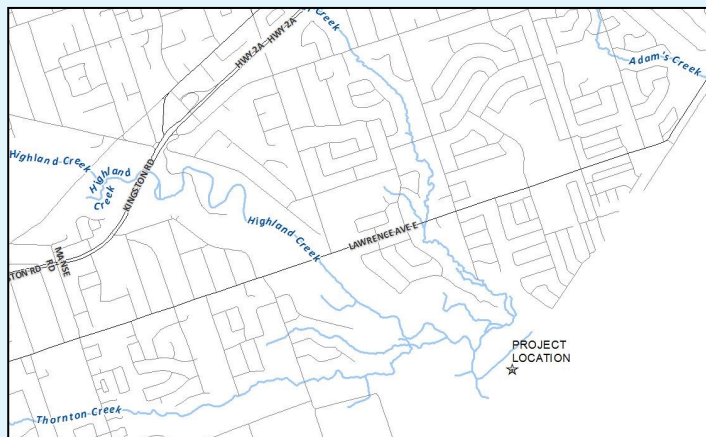 Creek
HWY 2A
HWY 2A
Adam's Creek
Highland Creek
Highland
Creek
KINGSTON RD
Highland Creek
LAWRENCE AVE E
MANSE
RD
STON RD
PROJECT
LOCATION
Thornton Creek